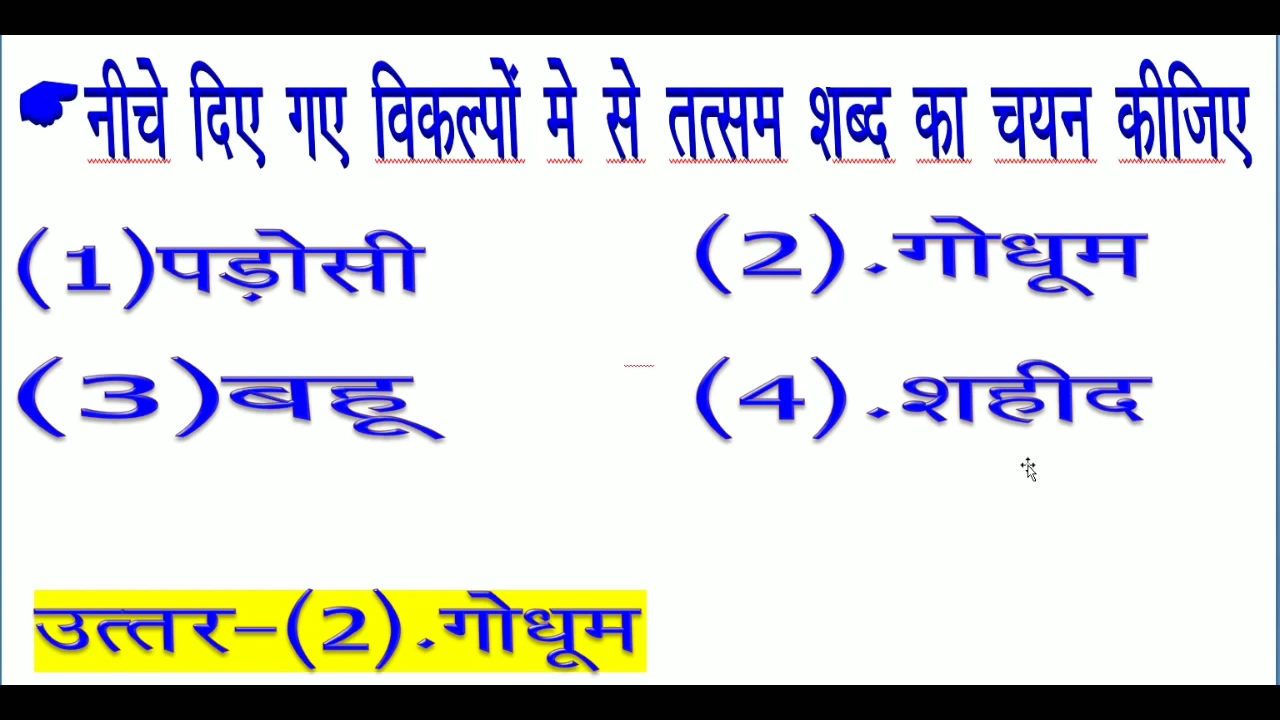 नीचे दिए गए विकल्पों मे से तत्सम शब्द का चयन कीजिए
(1)पड़ोसी (2).गोधूम
(3)बहू (4).शहीद
उत्तर-(2).गोधूम